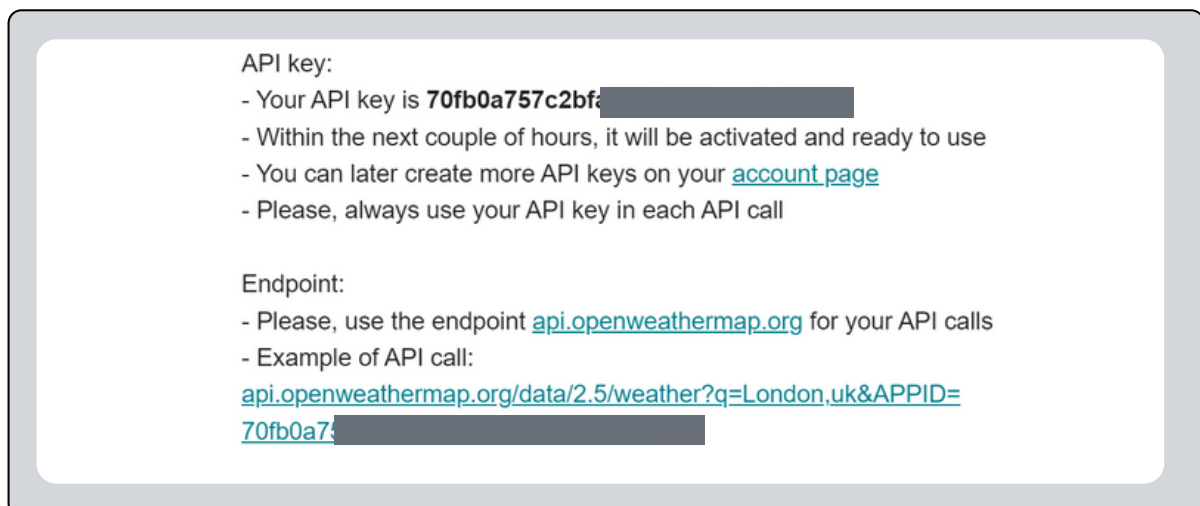 API key:
- Your API key is 70fb0a757c2bf
- Within the next couple of hours, it will be activated and ready to use
- You can later create more API keys on your account page
- Please, always use your API key in each API call
Endpoint:
- Please, use the endpoint api.openweathermap.org for your API calls
- Example of API call:
api.openweathermap.org/data/2.5/weather?q=London,uk&APPID=
70fb0a7